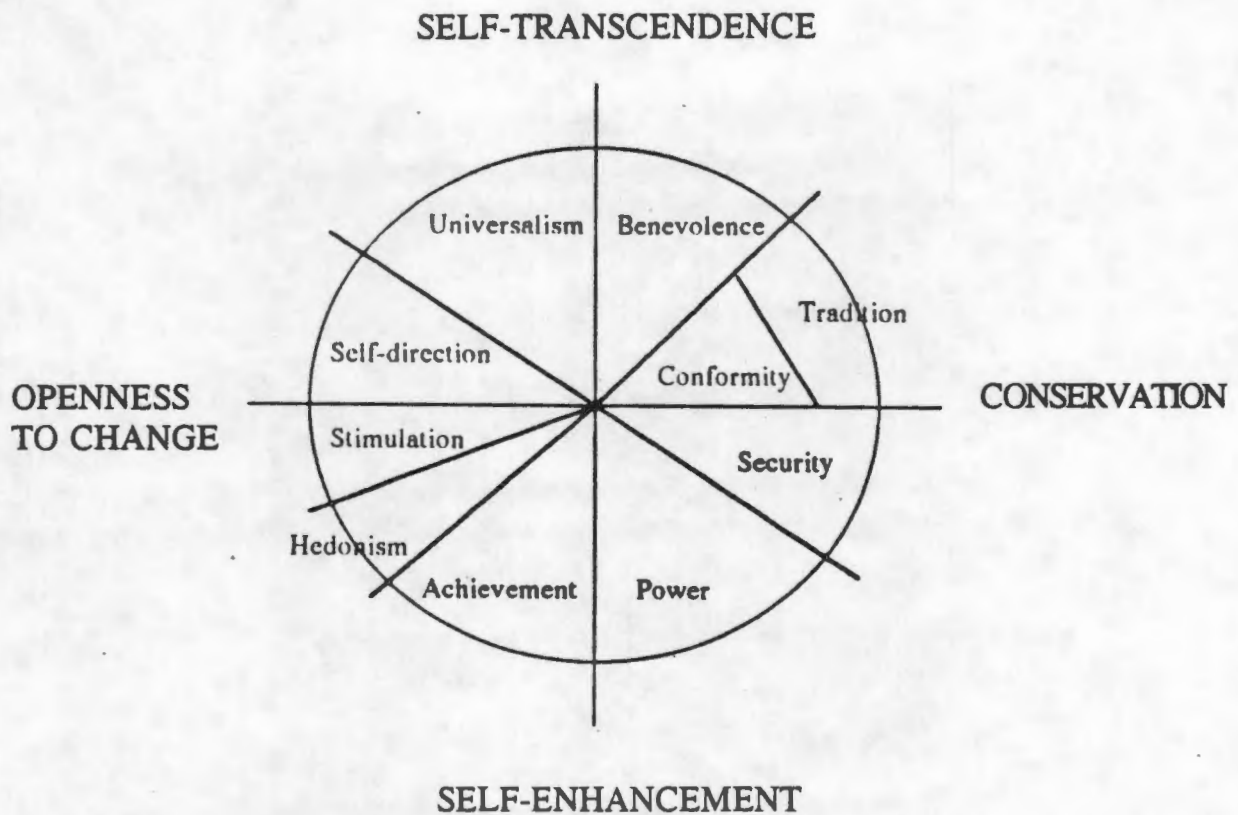 SELF-TRANSCENDENCE
Universalism
Benevolence
Tradition
Self-direction
Conformity
OPENNESS
TO CHANGE
CONSERVATION
Stimulation
Security
Hedonism
Achievement
Power
SELF-ENHANCEMENT